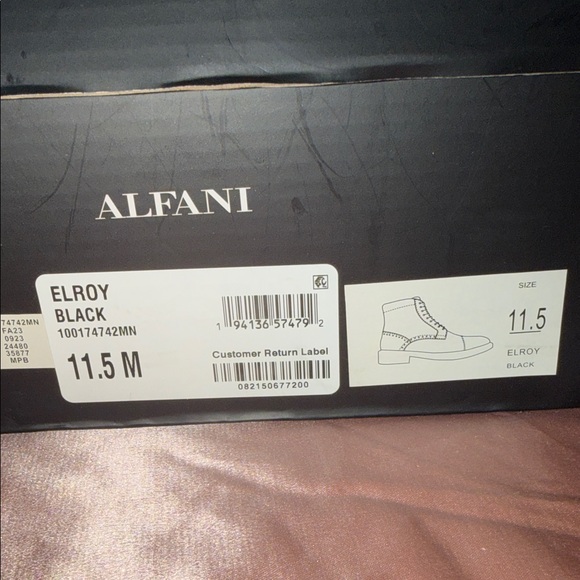 ALFANI
74742MN
FA23
0923
24480
35877
MPB
ELROY
BLACK
100174742MN
11.5 M
1 94136 57479 2
Customer Return Label
082150677200
SIZE
11.5
ELROY
BLACK